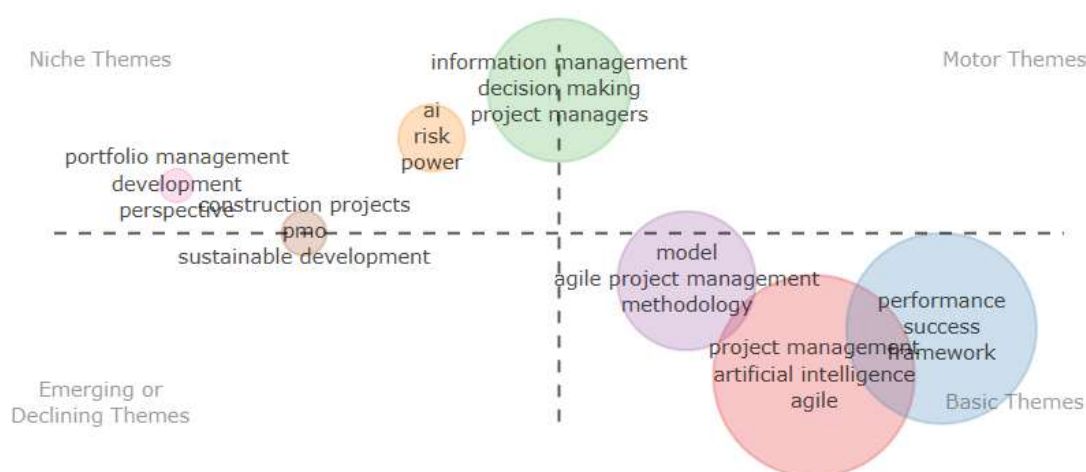 Niche Themes
Motor Themes
information management
decision making
project managers
ai
risk
power
portfolio management
development
perspective
construction projects
pmo
sustainable development
model
agile project management
methodology
performance
success
framework
project management
artificial intelligence
agile
Emerging or
Declining Themes
Basic Themes